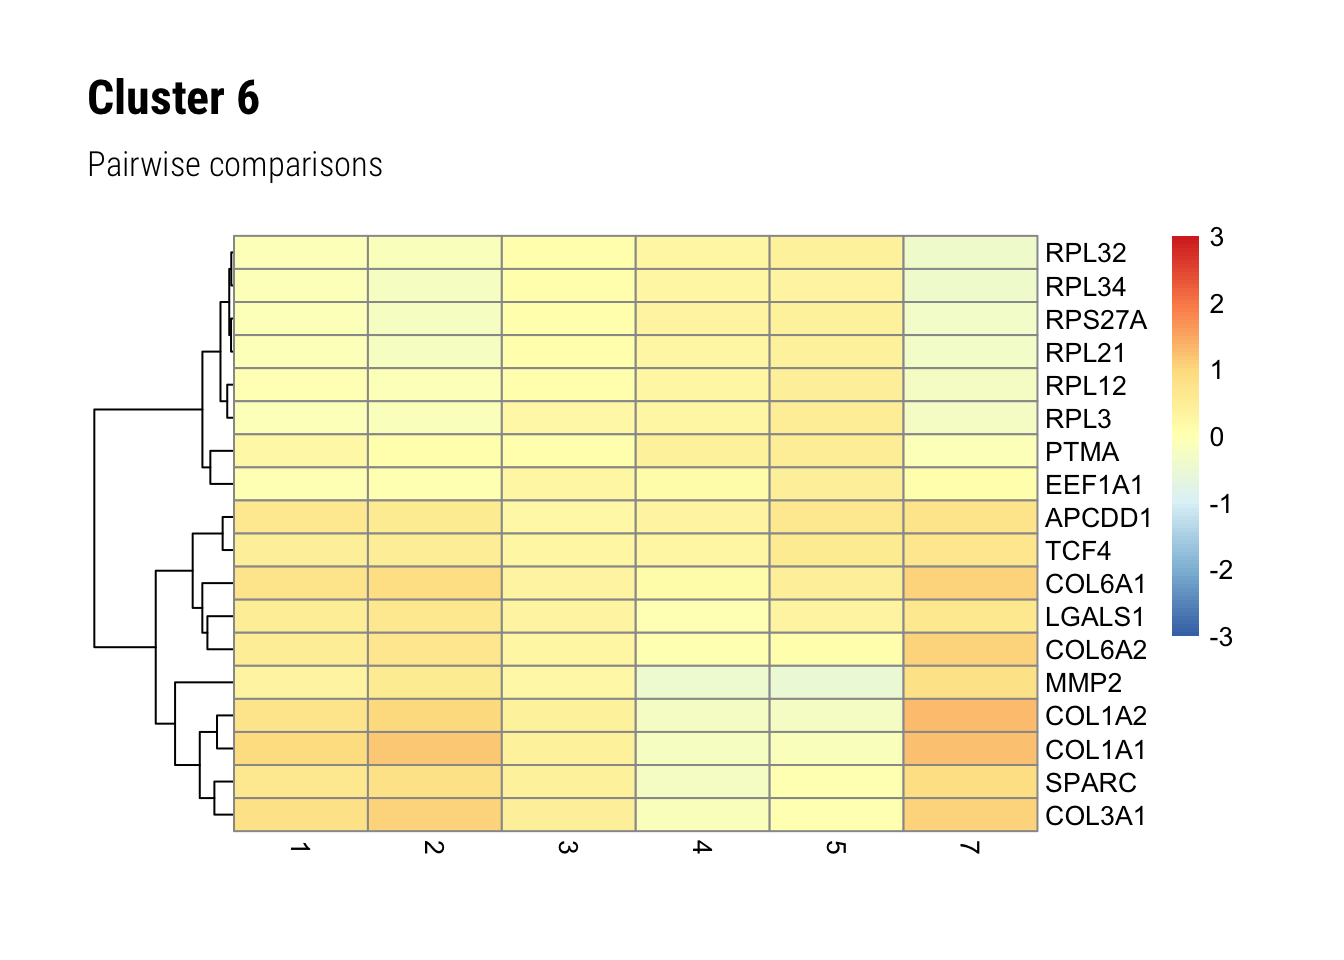 Cluster 6
Pairwise comparisons
RPL32
RPL34
RPS27A
RPL21
RPL12
RPL3
PTMA
EEF1A1
APCDD1
TCF4
COL6A1
LGALS1
COL6A2
MMP2
COL1A2
COL1A1
SPARC
COL3A1
3
2
1
0
-1
-2
-3
1
2
3
4
5
7